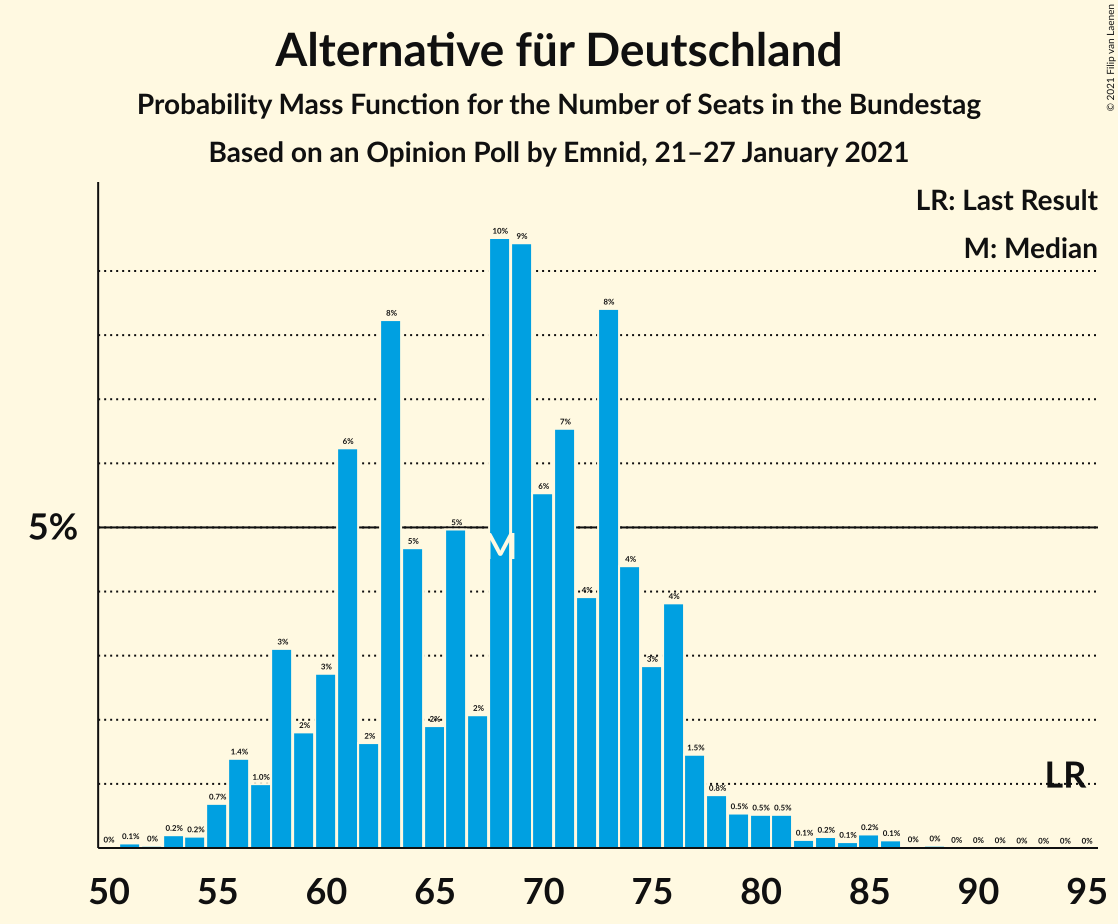 Alternative für Deutschland
Probability Mass Function for the Number of Seats in the Bundestag
Based on an Opinion Poll by Emnid, 21–27 January 2021
© 2021 Filip van Laenen
LR: Last Result
M: Median
5%
0% 0.1% 0% 0.2% 0.2% 0.7% 1.4% 1.0% 3% 2% 3% 6% 2% 8% 5% 2% 5% 2% 10% 9% 6% 7% 4% 8% 4% 3% 4% 1.5% 0.8% 0.5% 0.5% 0.5% 0.1% 0.2% 0.1% 0.2% 0.1% 0% 0% 0% 0% 0% 0% 0% 0% 0%
M
LR
50 55 60 65 70 75 80 85 90 95